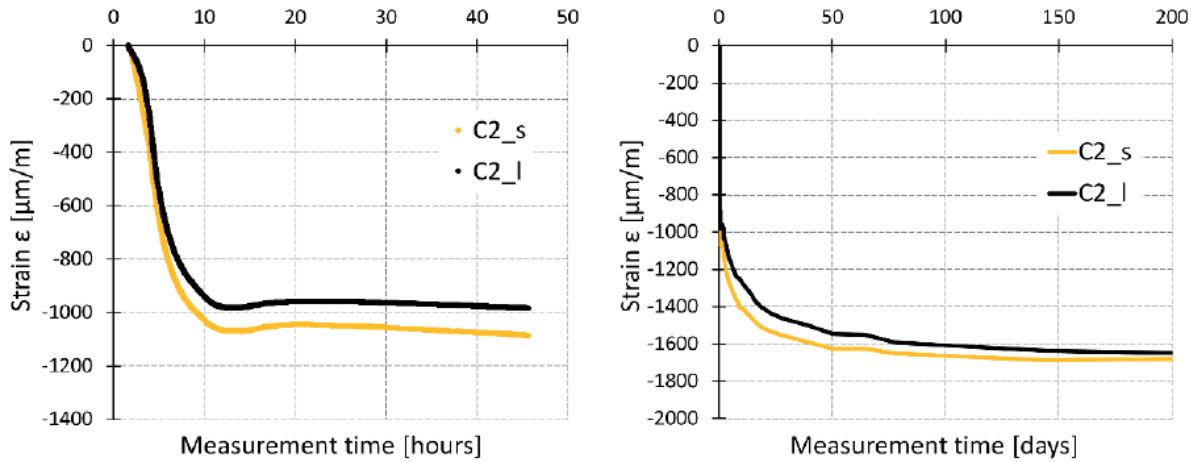 0 10 20 30 40 50
0
-200
-400
-600
-800
-1000
-1200
-1400
Strain ε [µm/m]
C2_s
C2_l
Measurement time [hours]
0 50 100 150 200
0
-200
-400
-600
-800
-1000
-1200
-1400
-1600
-1800
-2000
Strain ε [µm/m]
C2_s
C2_l
Measurement time [days]